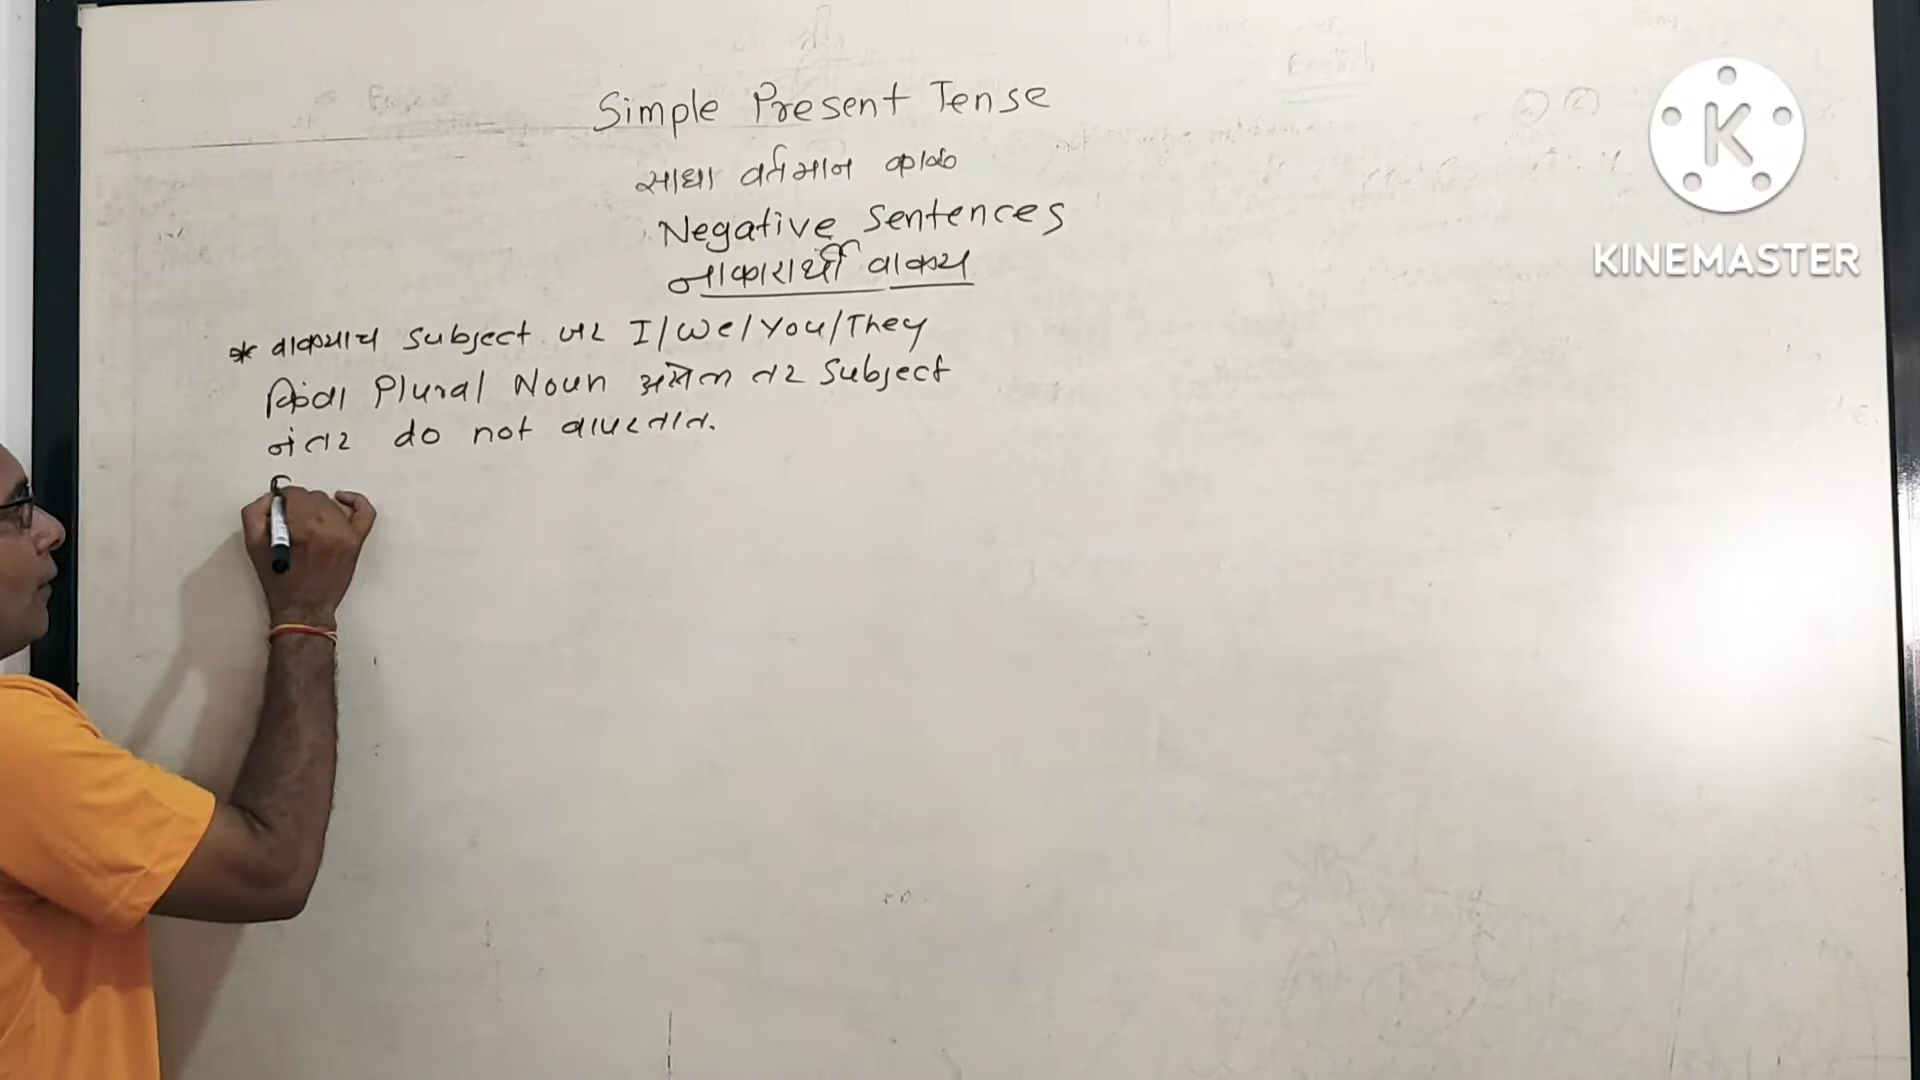 Simple Present Tense
साधा वर्तमान काळ
Negative Sentences
नाकारार्थी वाक्य
* वाक्याच subject जर I/We/You/They
किंवा Plural Noun असेल तर Subject
नंतर do not वापरतात.
K
KINEMASTER
English